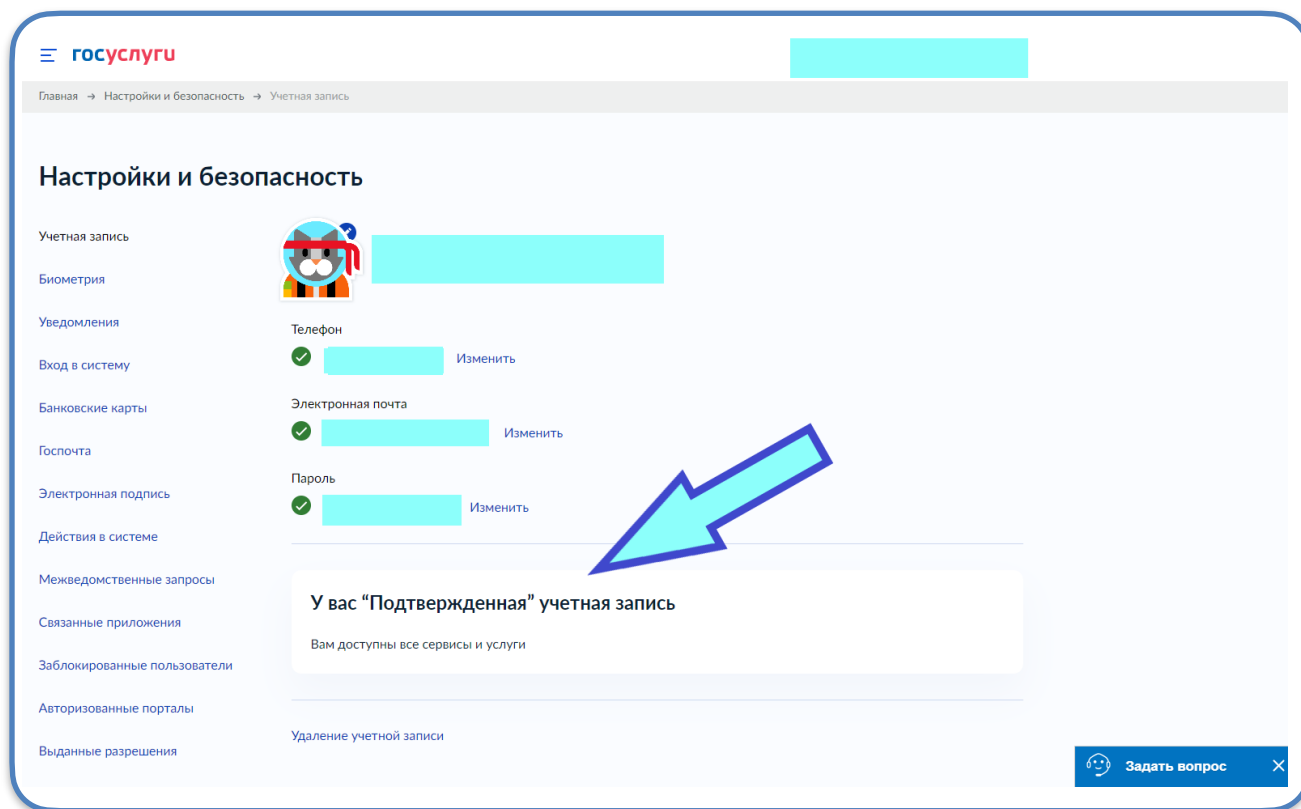 госуслуги
Главная → Настройки и безопасность → Учетная запись
Настройки и безопасность
Учетная запись
Биометрия
Уведомления
Вход в систему
Банковские карты
Госпочта
Электронная подпись
Действия в системе
Межведомственные запросы
Связанные приложения
Заблокированные пользователи
Авторизованные порталы
Выданные разрешения
Телефон
Изменить
Электронная почта
Изменить
Пароль
Изменить
У вас “Подтвержденная” учетная запись
Вам доступны все сервисы и услуги
Удаление учетной записи
Задать вопрос